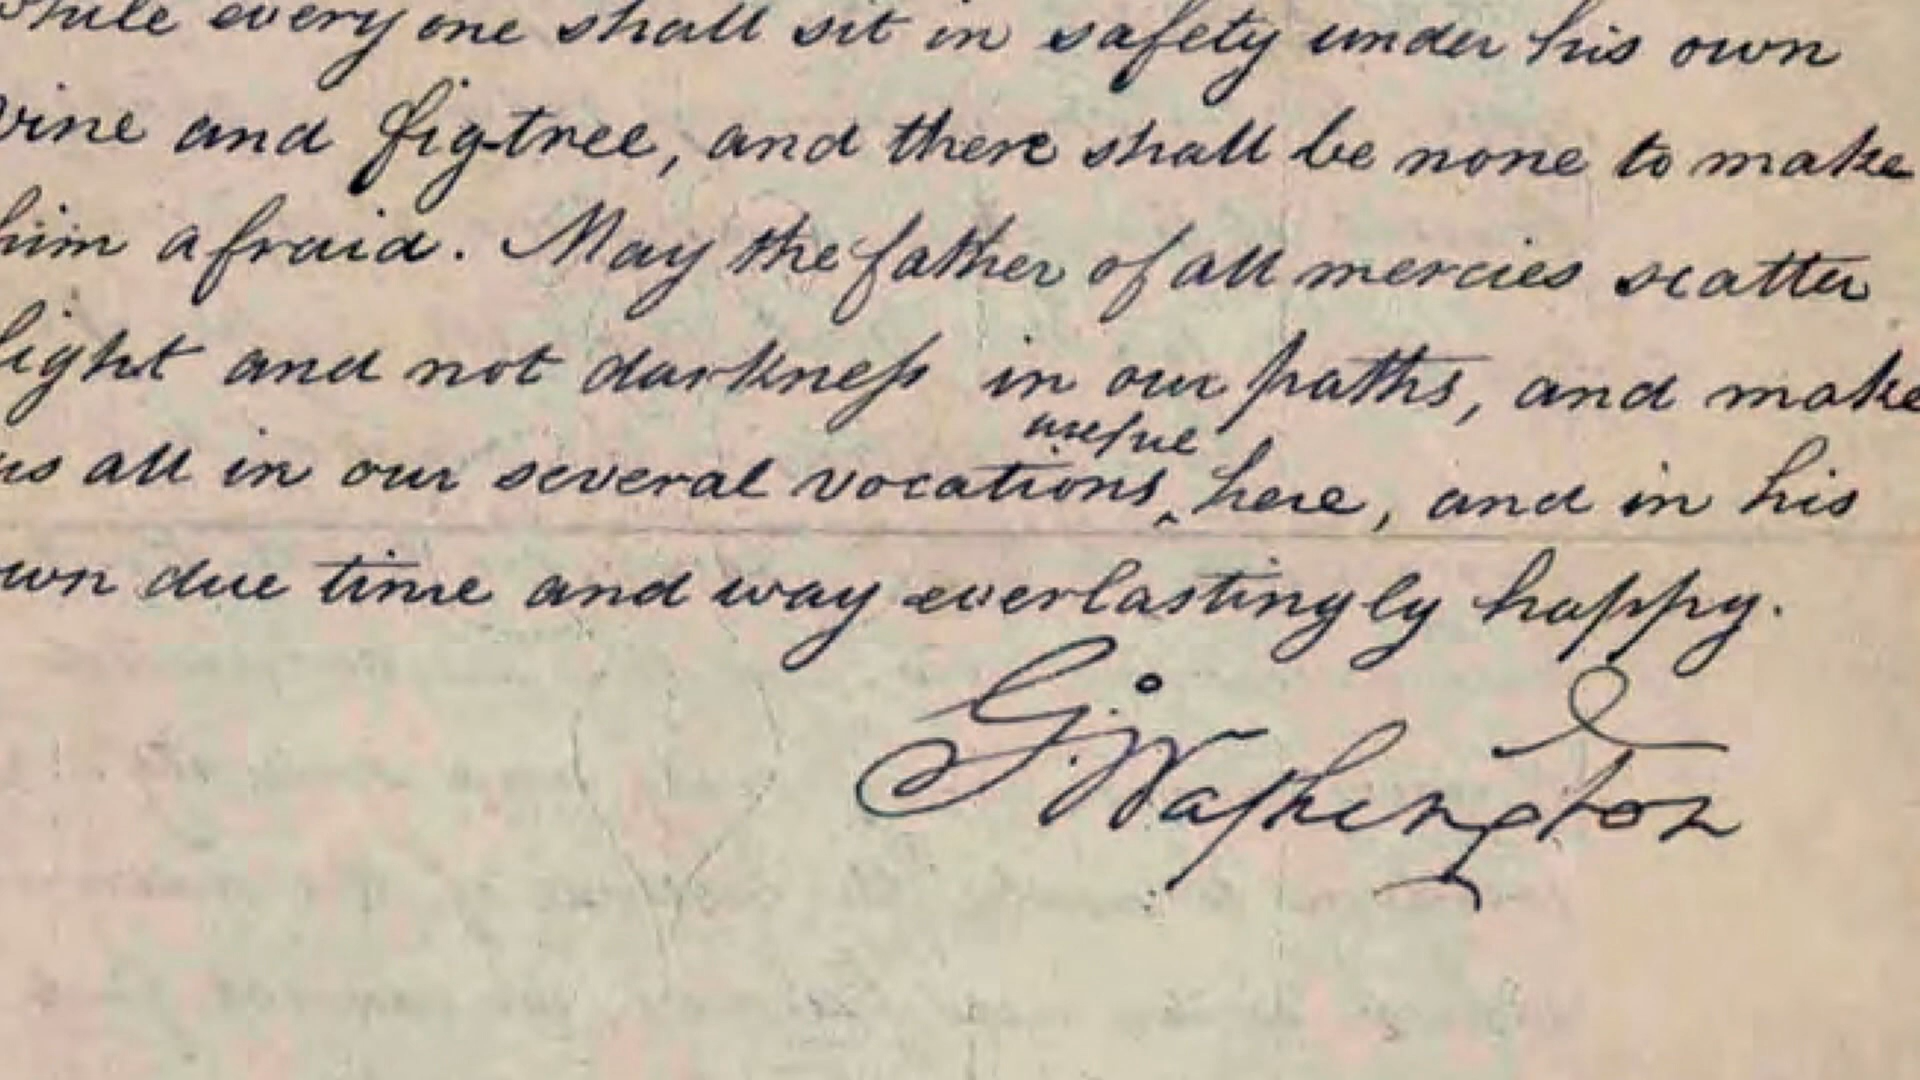 while every one shall sit in safety under his own
vine and figtree, and there shall be none to make
him afraid. May the father of all mercies scatter
light and not darkness in our paths, and make
us all in our several vocations ‸useful here, and in his
own due time and way everlastingly happy.
G. Washington